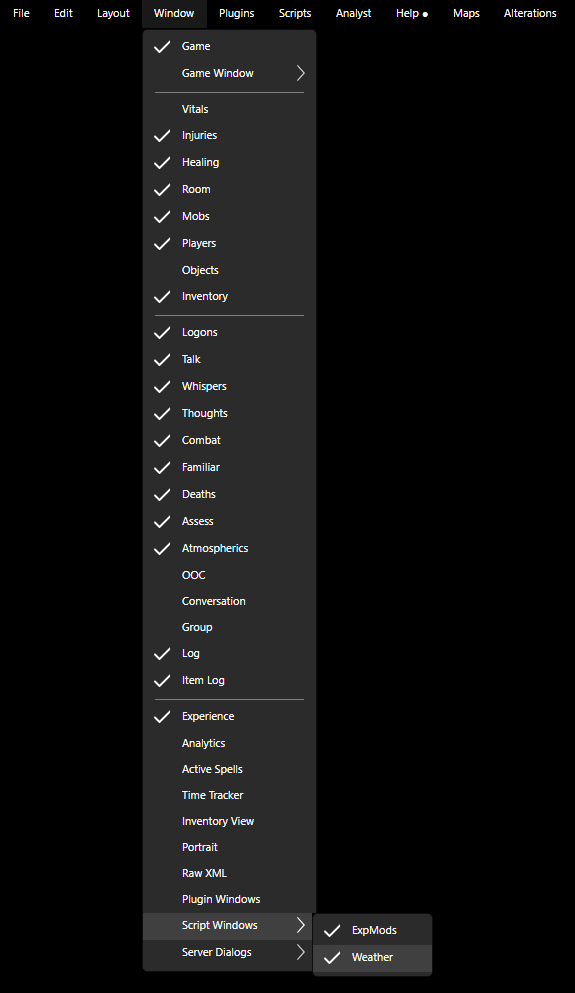 File Edit Layout Window Plugins Scripts Analyst Help Maps Alterations
Game
Game Window
Vitals
Injuries
Healing
Room
Mobs
Players
Objects
Inventory
Logons
Talk
Whispers
Thoughts
Combat
Familiar
Deaths
Assess
Atmospherics
OOC
Conversation
Group
Log
Item Log
Experience
Analytics
Active Spells
Time Tracker
Inventory View
Portrait
Raw XML
Plugin Windows
Script Windows
ExpMods
Server Dialogs
Weather